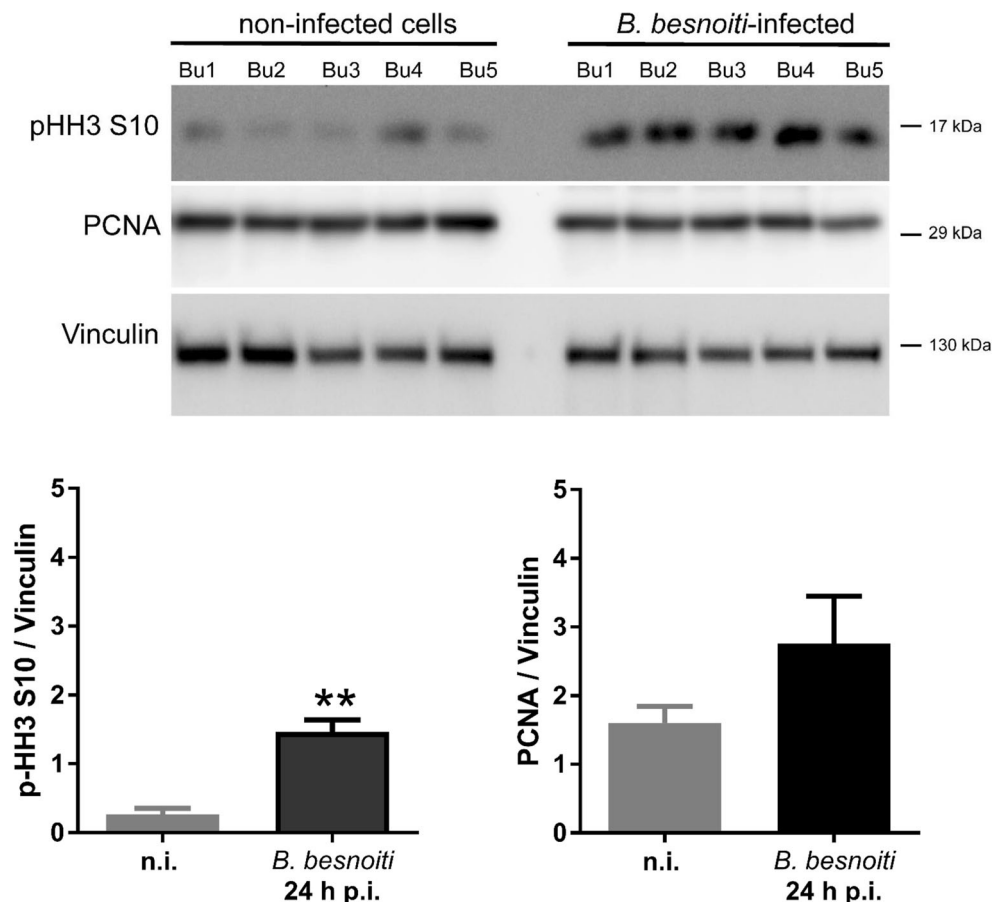 non-infected cells B. besnoiti-infected
Bu1 Bu2 Bu3 Bu4 Bu5 Bu1 Bu2 Bu3 Bu4 Bu5
pHH3 S10 17 kDa
PCNA 29 kDa
Vinculin 130 kDa
p-HH3 S10 / Vinculin
5
4
3
2
1
0
**
n.i. B. besnoiti
24 h p.i.
PCNA / Vinculin
5
4
3
2
1
0
n.i. B. besnoiti
24 h p.i.